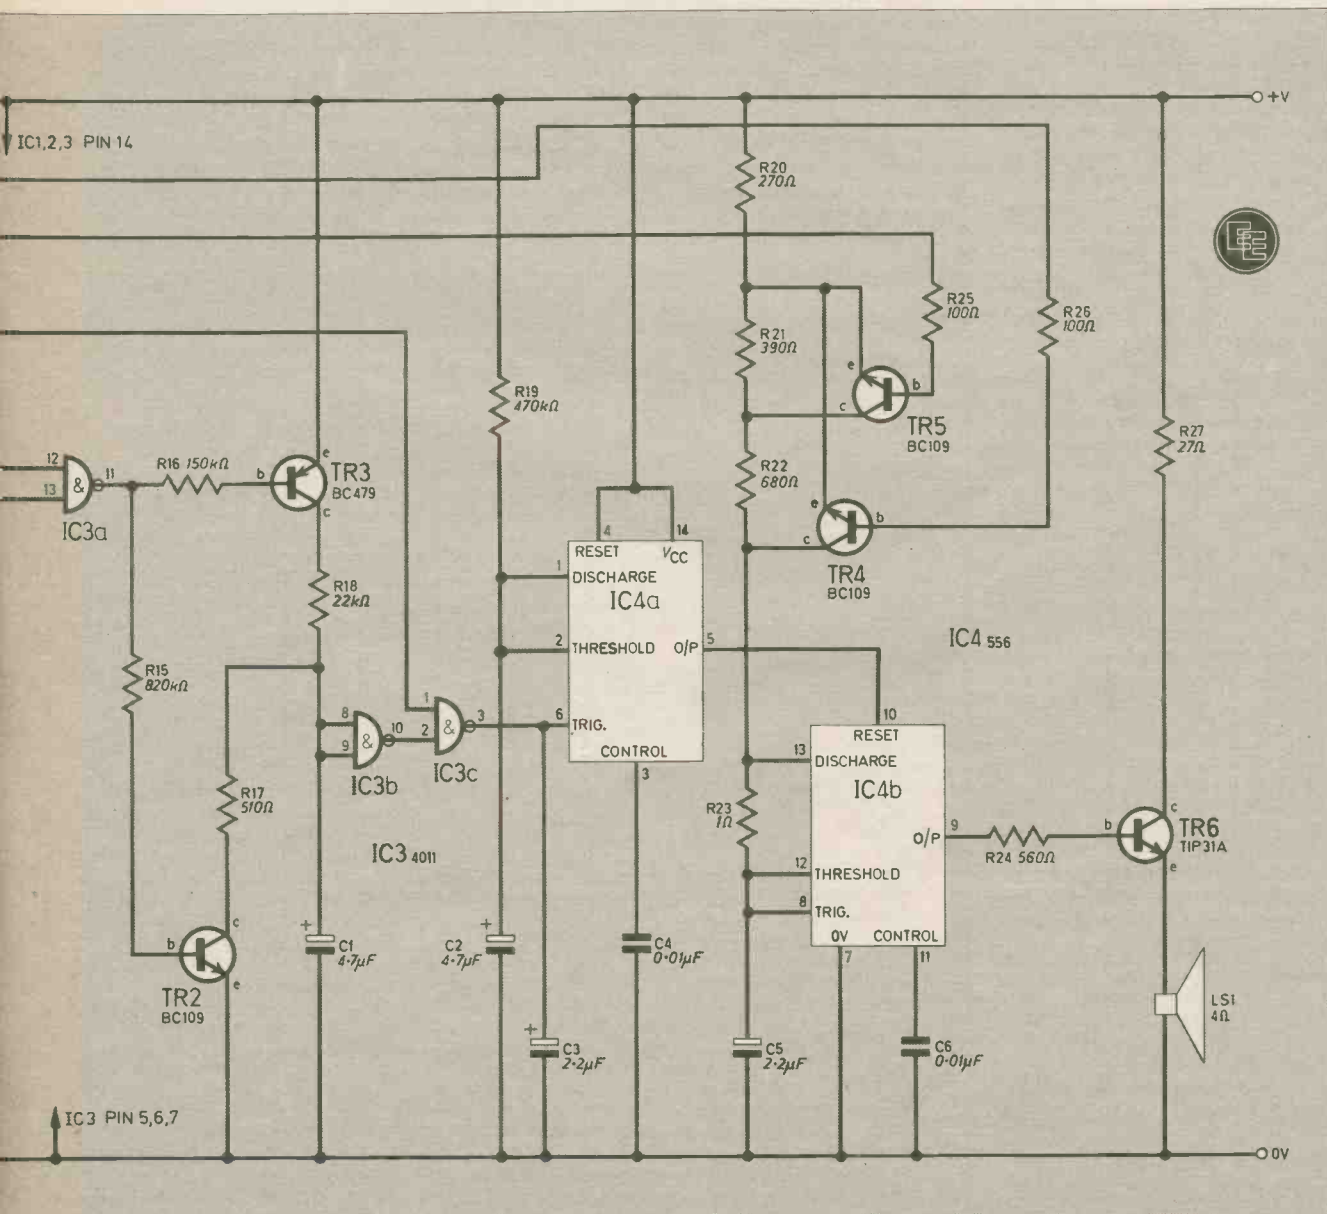 +V
IC1,2,3 PIN 14
R20
270Ω
EE
R25
100Ω
R26
100Ω
R21
390Ω
e
b
c
TR5
BC109
R19
470kΩ
R27
27Ω
12
13
&
11
IC3a
R16 150kΩ
b
e
c
TR3
BC479
R22
680Ω
e
b
c
TR4
BC109
4
14
RESET
VCC
1
DISCHARGE
IC4a
R18
22kΩ
2
THRESHOLD
O/P
5
IC4 556
R15
820kΩ
1
2
&
3
8
9
&
10
IC3b
IC3c
6
TRIG.
CONTROL
3
10
RESET
13
DISCHARGE
IC4b
R17
510Ω
R23
1Ω
IC3 4011
O/P
9
R24 560Ω
b
c
e
TR6
TIP31A
12
THRESHOLD
8
TRIG.
0V
CONTROL
7
11
b
c
e
TR2
BC109
+
C1
4·7µF
+
C2
4·7µF
C4
0·01µF
LS1
4Ω
+
C3
2·2µF
C5
2·2µF
C6
0·01µF
IC3 PIN 5,6,7
0V